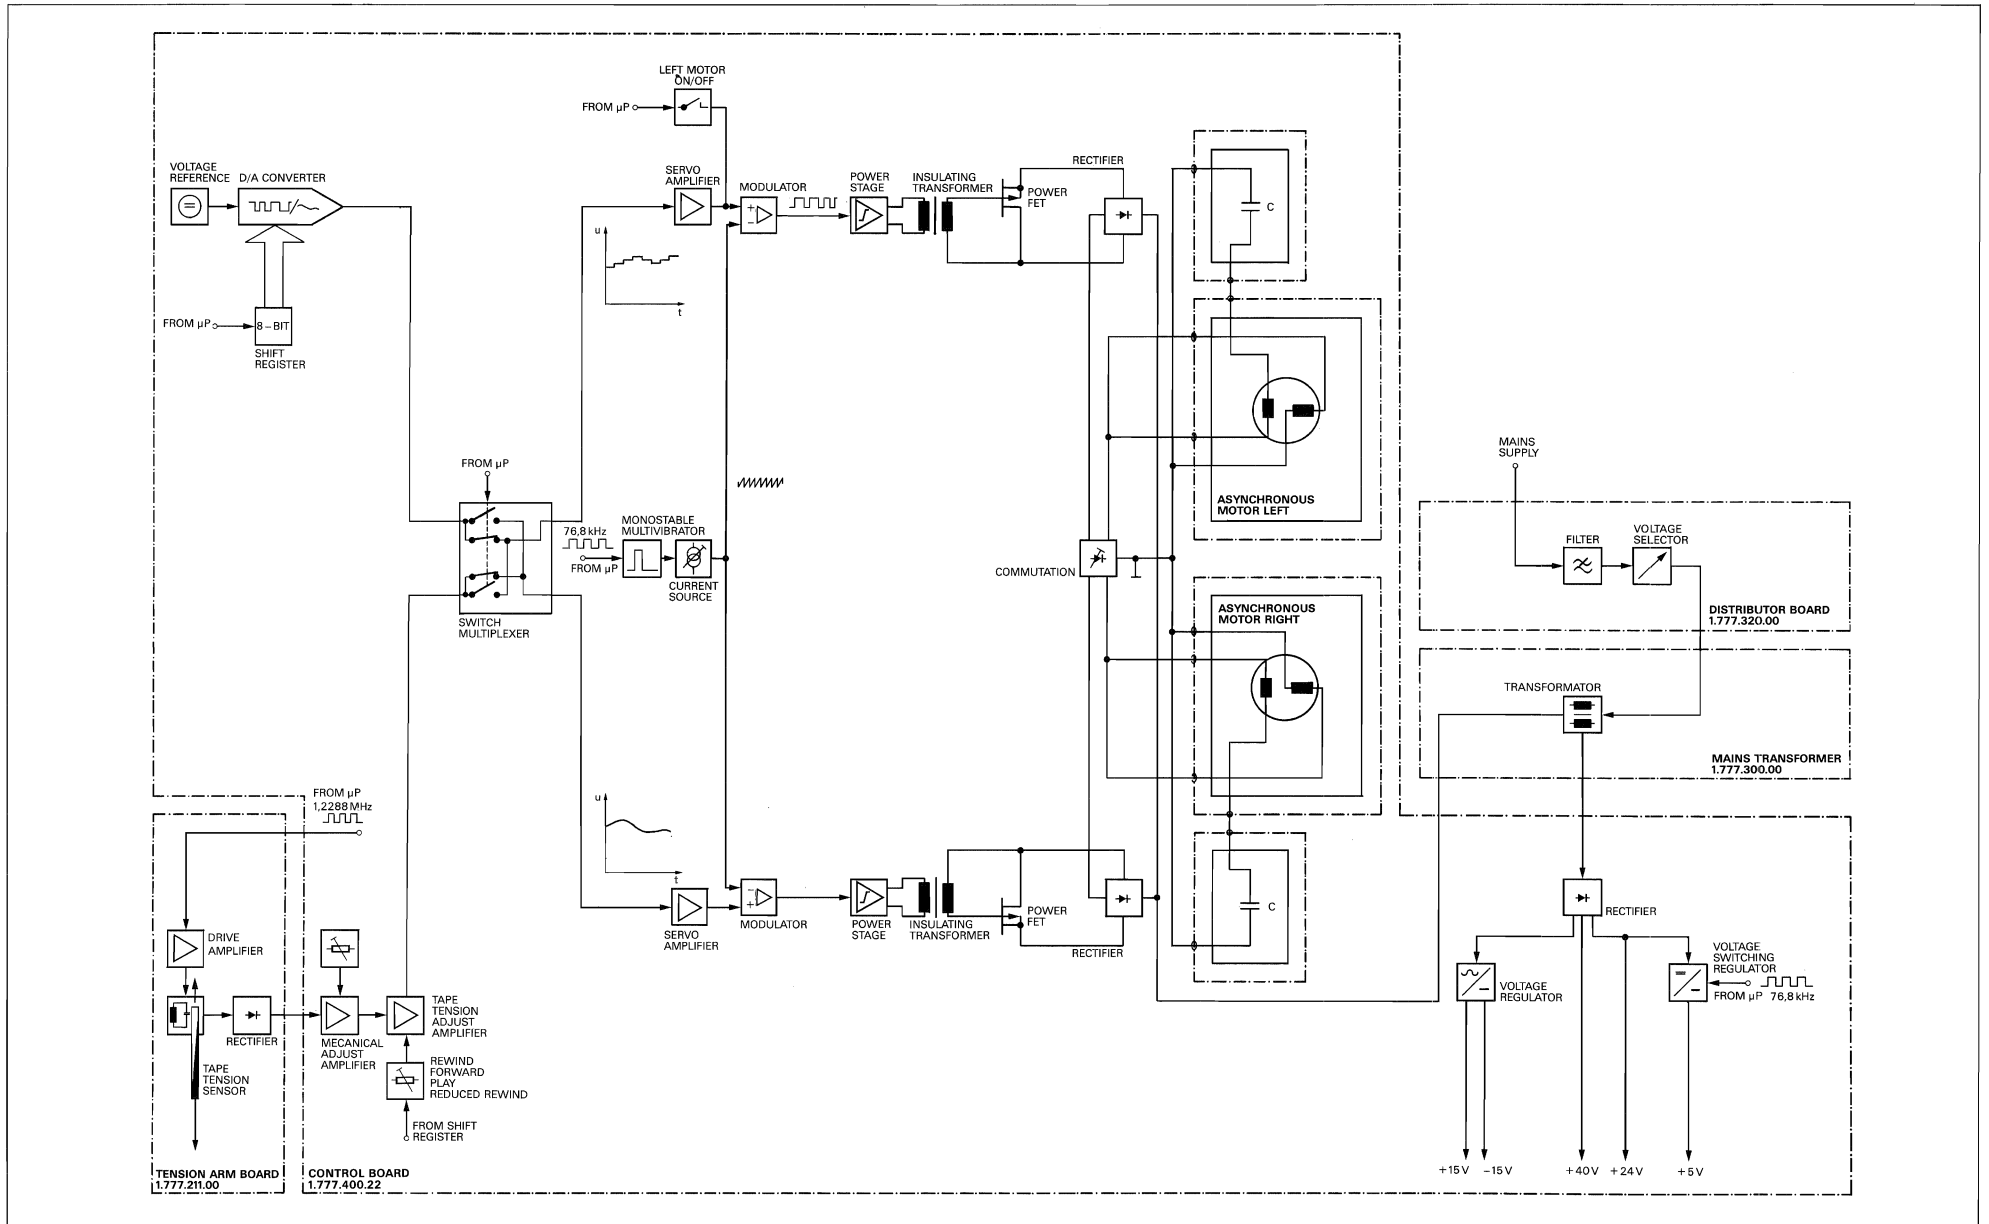 LEFT MOTOR
ON/OFF
FROM µP
VOLTAGE
REFERENCE
D/A CONVERTER
FROM µP
8-BIT
SHIFT
REGISTER
SERVO
AMPLIFIER
MODULATOR
POWER
STAGE
INSULATING
TRANSFORMER
POWER
FET
RECTIFIER
C
u
t
FROM µP
SWITCH
MULTIPLEXER
76,8 kHz
FROM µP
MONOSTABLE
MULTIVIBRATOR
CURRENT
SOURCE
COMMUTATION
ASYNCHRONOUS
MOTOR LEFT
ASYNCHRONOUS
MOTOR RIGHT
MAINS
SUPPLY
FILTER
VOLTAGE
SELECTOR
DISTRIBUTOR BOARD
1.777.320.00
TRANSFORMATOR
MAINS TRANSFORMER
1.777.300.00
FROM µP
1,2288 MHz
u
t
SERVO
AMPLIFIER
MODULATOR
POWER
STAGE
INSULATING
TRANSFORMER
POWER
FET
RECTIFIER
C
DRIVE
AMPLIFIER
RECTIFIER
TAPE
TENSION
SENSOR
MECANICAL
ADJUST
AMPLIFIER
TAPE
TENSION
ADJUST
AMPLIFIER
REWIND
FORWARD
PLAY
REDUCED REWIND
FROM SHIFT
REGISTER
RECTIFIER
VOLTAGE
REGULATOR
VOLTAGE
SWITCHING
REGULATOR
FROM µP 76,8 kHz
+15 V
-15 V
+40 V
+24 V
+5 V
TENSION ARM BOARD
1.777.211.00
CONTROL BOARD
1.777.400.22